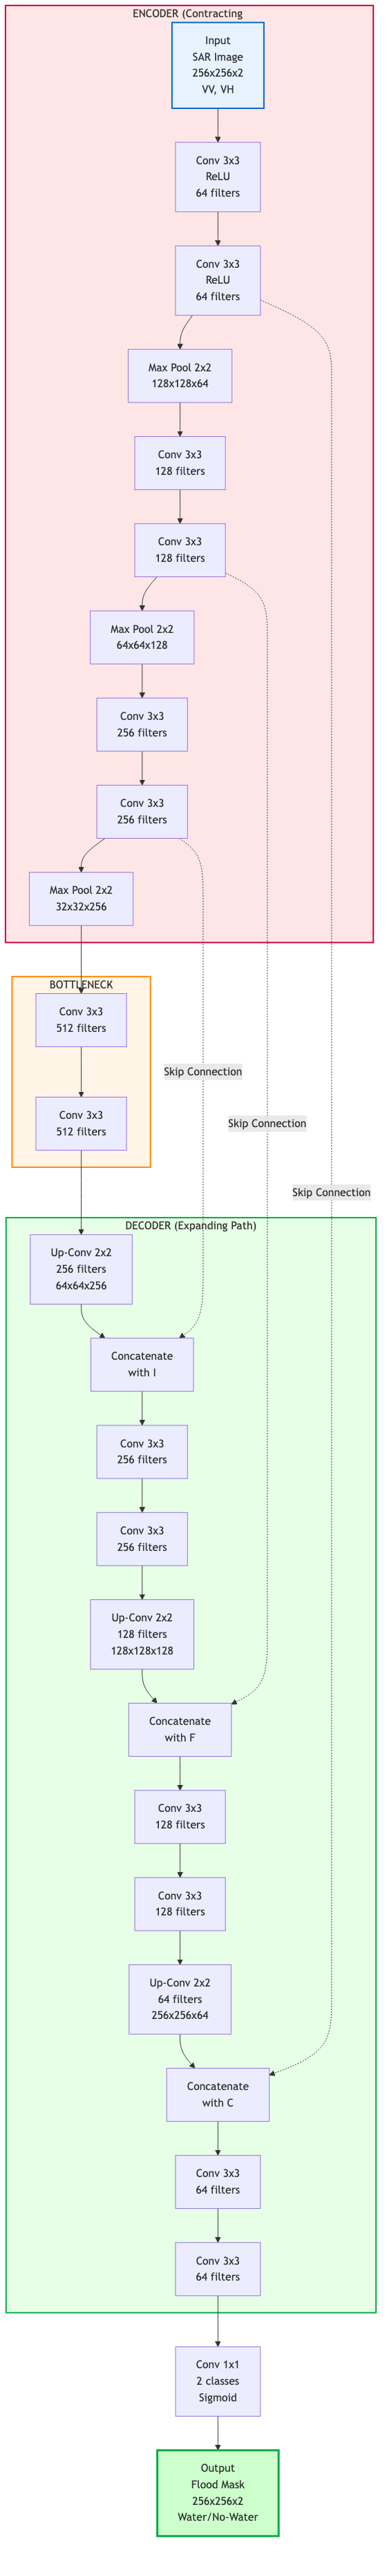 ENCODER (Contracting
Input
SAR Image
256x256x2
VV, VH
Conv 3x3
ReLU
64 filters
Conv 3x3
ReLU
64 filters
Max Pool 2x2
128x128x64
Conv 3x3
128 filters
Conv 3x3
128 filters
Max Pool 2x2
64x64x128
Conv 3x3
256 filters
Conv 3x3
256 filters
Max Pool 2x2
32x32x256
BOTTLENECK
Conv 3x3
512 filters
Skip Connection
Conv 3x3
512 filters
Skip Connection
Skip Connection
DECODER (Expanding Path)
Up-Conv 2x2
256 filters
64x64x256
Concatenate
with I
Conv 3x3
256 filters
Conv 3x3
256 filters
Up-Conv 2x2
128 filters
128x128x128
Concatenate
with F
Conv 3x3
128 filters
Conv 3x3
128 filters
Up-Conv 2x2
64 filters
256x256x64
Concatenate
with C
Conv 3x3
64 filters
Conv 3x3
64 filters
Conv 1x1
2 classes
Sigmoid
Output
Flood Mask
256x256x2
Water/No-Water